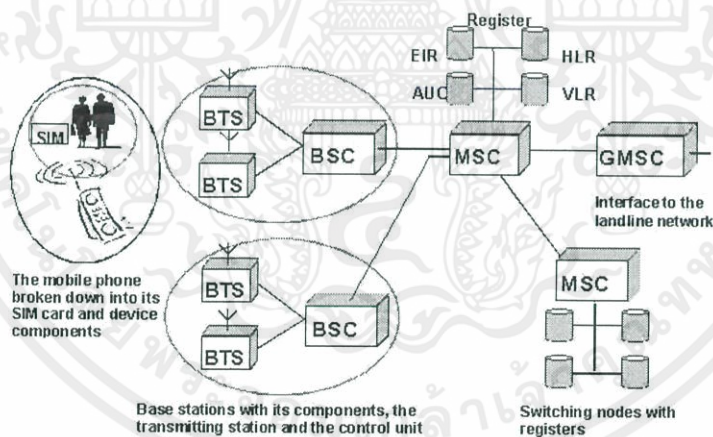 Register
EIR
HLR
AUC
VLR
SIM
BTS
BTS
BSC
MSC
GMSC
Interface to the
landline network
The mobile phone
broken down into its
SIM card and device
components
BTS
BTS
BSC
MSC
Base stations with its components, the
transmitting station and the control unit
Switching nodes with
registers